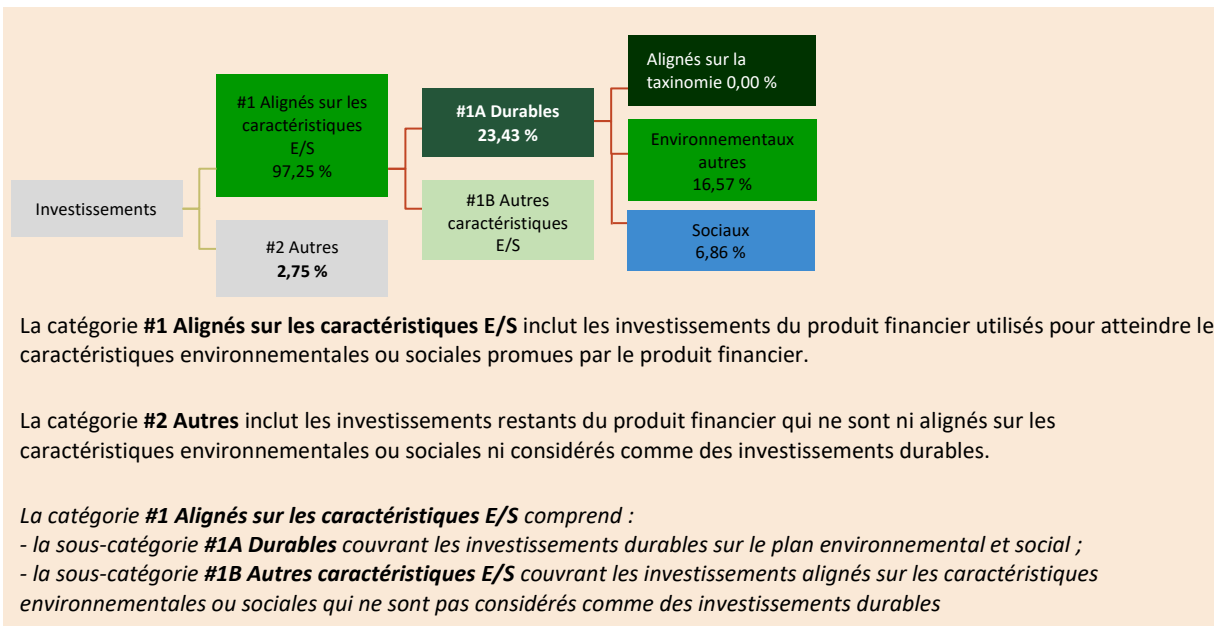 Investissements
#1 Alignés sur les
caractéristiques
E/S
97,25 %
#2 Autres
2,75 %
#1A Durables
23,43 %
#1B Autres
caractéristiques
E/S
Alignés sur la
taxinomie 0,00 %
Environnementaux
autres
16,57 %
Sociaux
6,86 %
La catégorie #1 Alignés sur les caractéristiques E/S inclut les investissements du produit financier utilisés pour atteindre le
caractéristiques environnementales ou sociales promues par le produit financier.
La catégorie #2 Autres inclut les investissements restants du produit financier qui ne sont ni alignés sur les
caractéristiques environnementales ou sociales ni considérés comme des investissements durables.
La catégorie #1 Alignés sur les caractéristiques E/S comprend :
- la sous-catégorie #1A Durables couvrant les investissements durables sur le plan environnemental et social ;
- la sous-catégorie #1B Autres caractéristiques E/S couvrant les investissements alignés sur les caractéristiques
environnementales ou sociales qui ne sont pas considérés comme des investissements durables